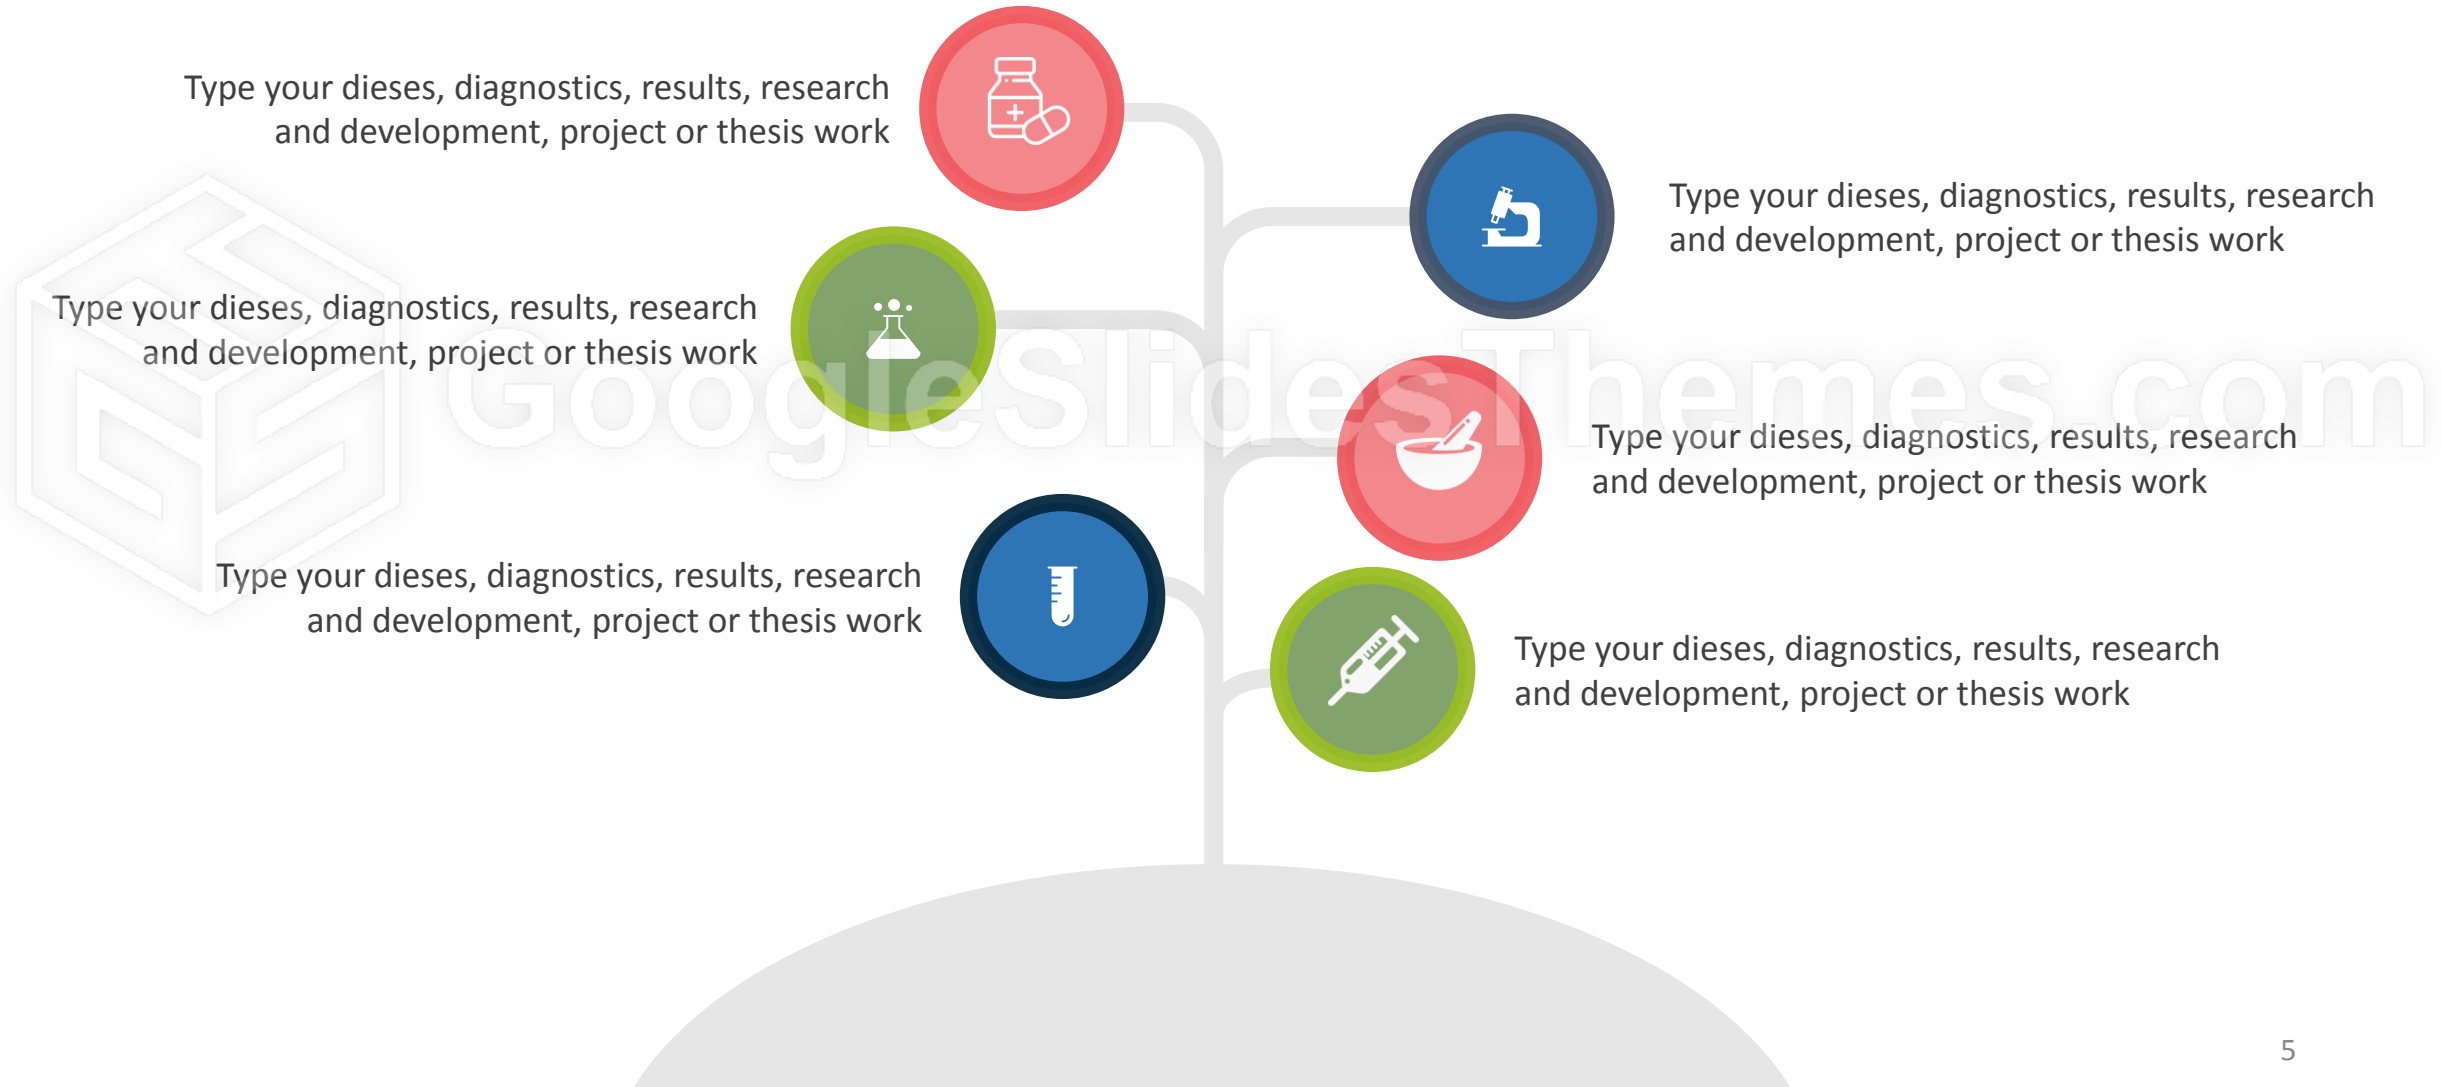 Type your dieses, diagnostics, results, research
and development, project or thesis work
Type your dieses, diagnostics, results, research
and development, project or thesis work
Type your dieses, diagnostics, results, research
and development, project or thesis work
GoogleSlidesThemes.com
Type your dieses, diagnostics, results, research
and development, project or thesis work
Type your dieses, diagnostics, results, research
and development, project or thesis work
Type your dieses, diagnostics, results, research
and development, project or thesis work
5